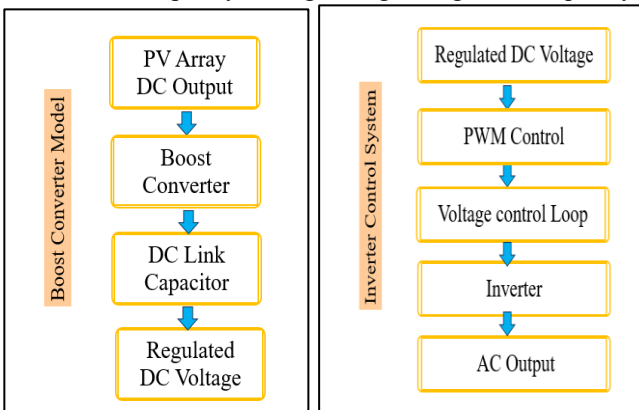 Boost Converter Model
PV Array
DC Output
Boost
Converter
DC Link
Capacitor
Regulated
DC Voltage
Inverter Control System
Regulated DC Voltage
PWM Control
Voltage control Loop
Inverter
AC Output